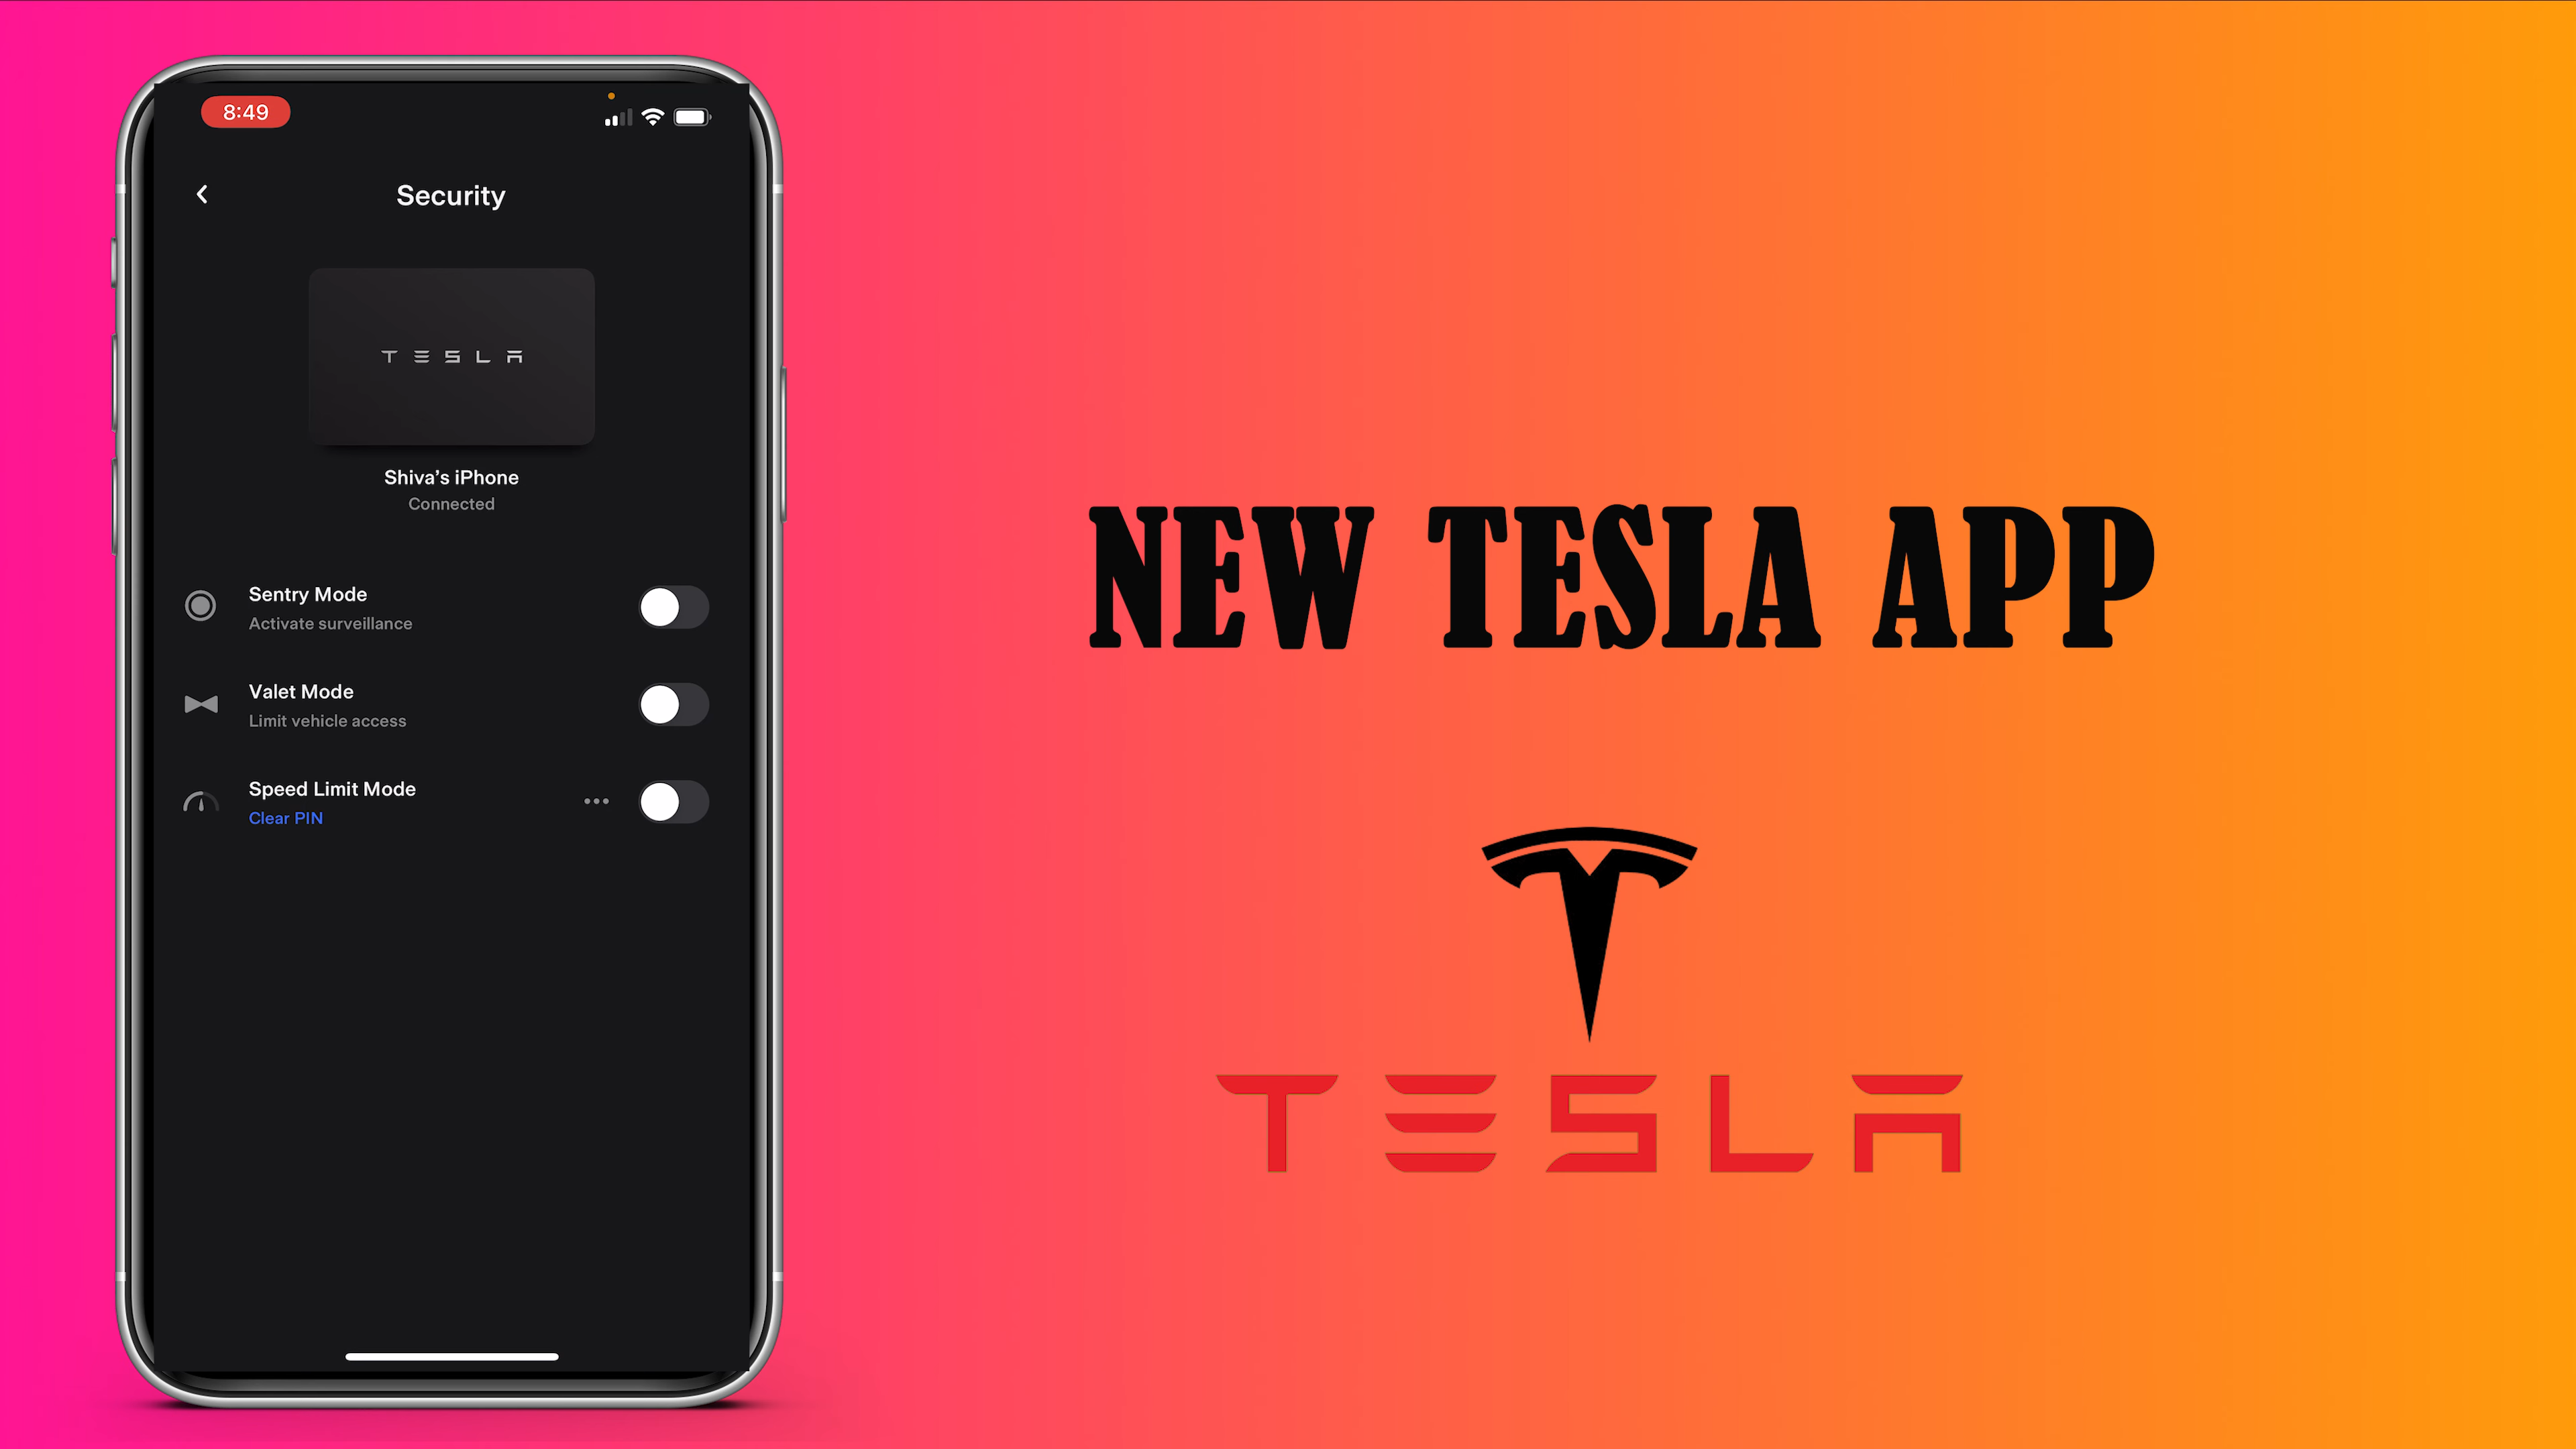 8:49
Security
TESLA
Shiva's iPhone
Connected
Sentry Mode
Activate surveillance
Valet Mode
Limit vehicle access
Speed Limit Mode
Clear PIN
NEW TESLA APP
TESLA